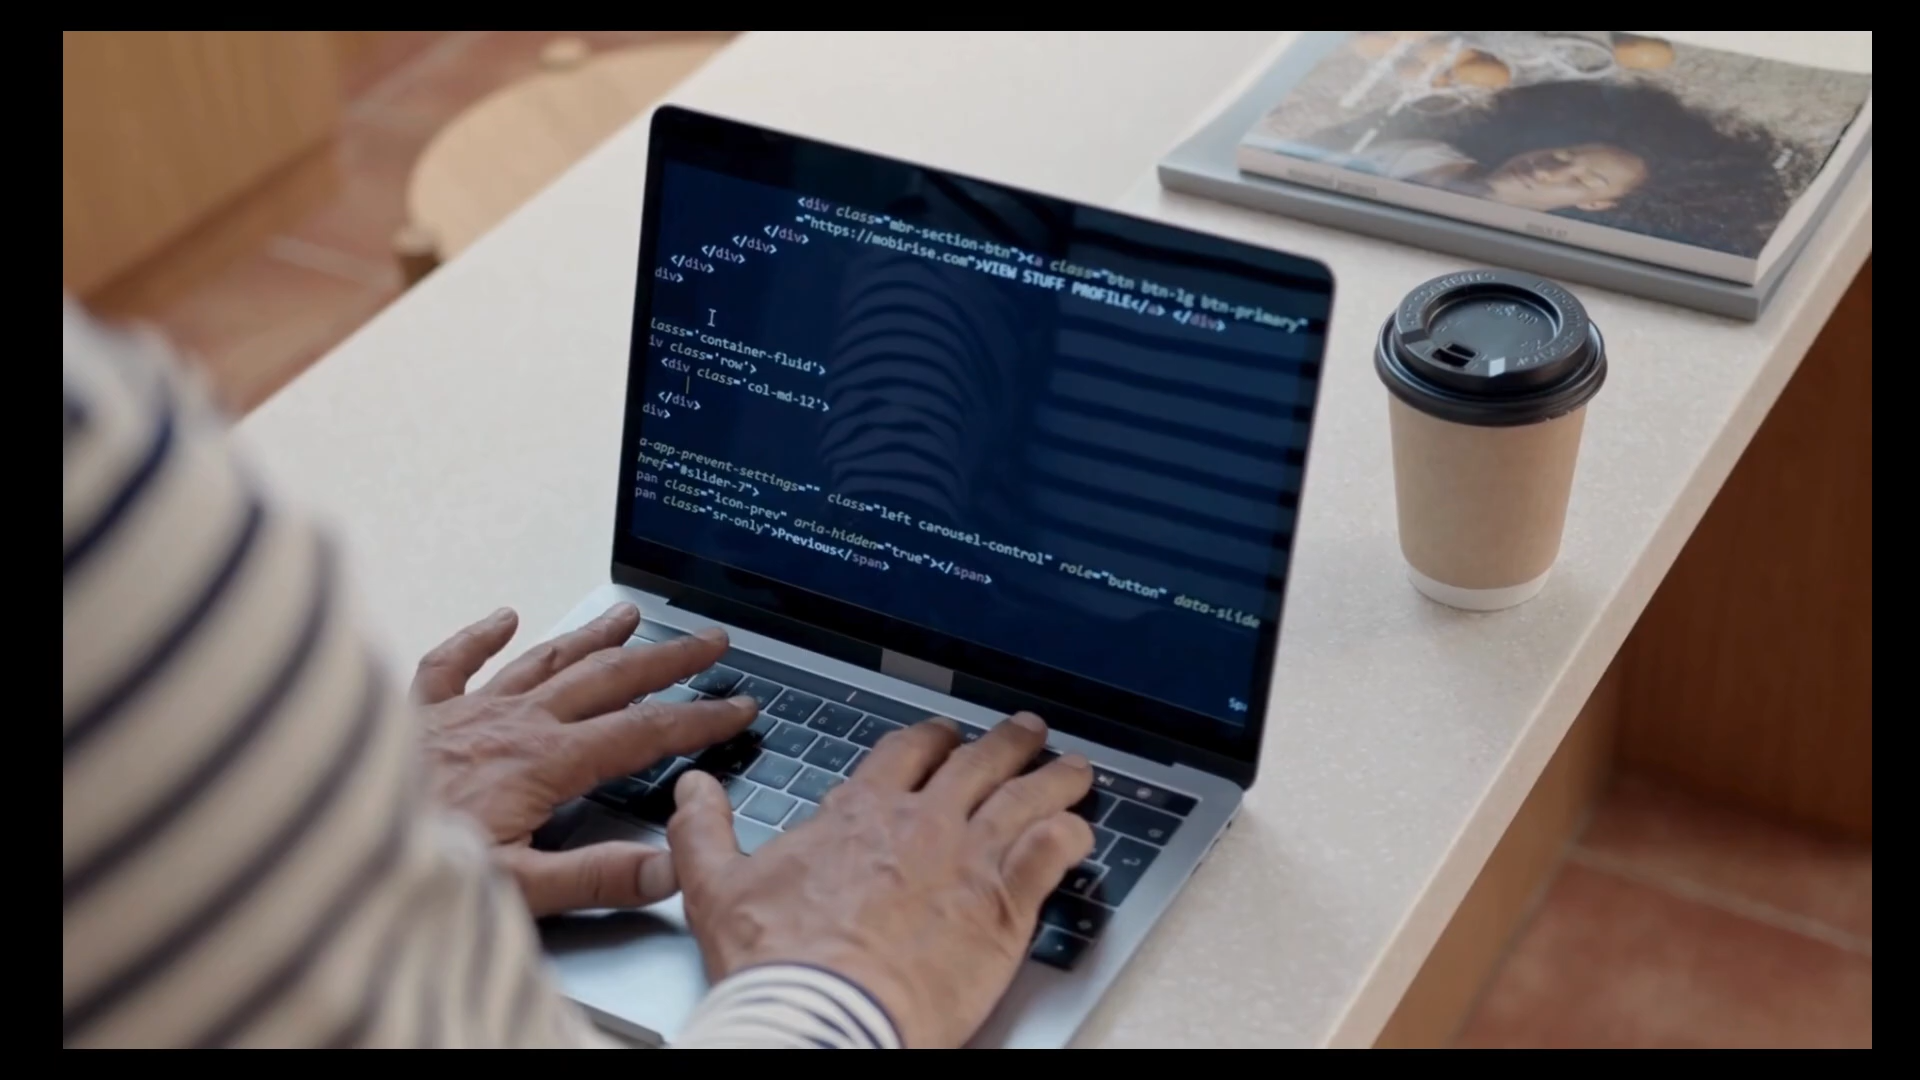 <div class="mbr-section-btn"><a class="btn btn-lg btn-primary"
="https://mobirise.com">VIEW STUFF PROFILE</a> </div>
</div>
</div>
</div>
</div>
div>
lasss='container-fluid'>
iv class='row'>
<div class='col-md-12'>
</div>
div>
a-app-prevent-settings="" class="left carousel-control" role="button" data-slide
href="#slider-7">
pan class="icon-prev" aria-hidden="true"></span>
pan class="sr-only">Previous</span>